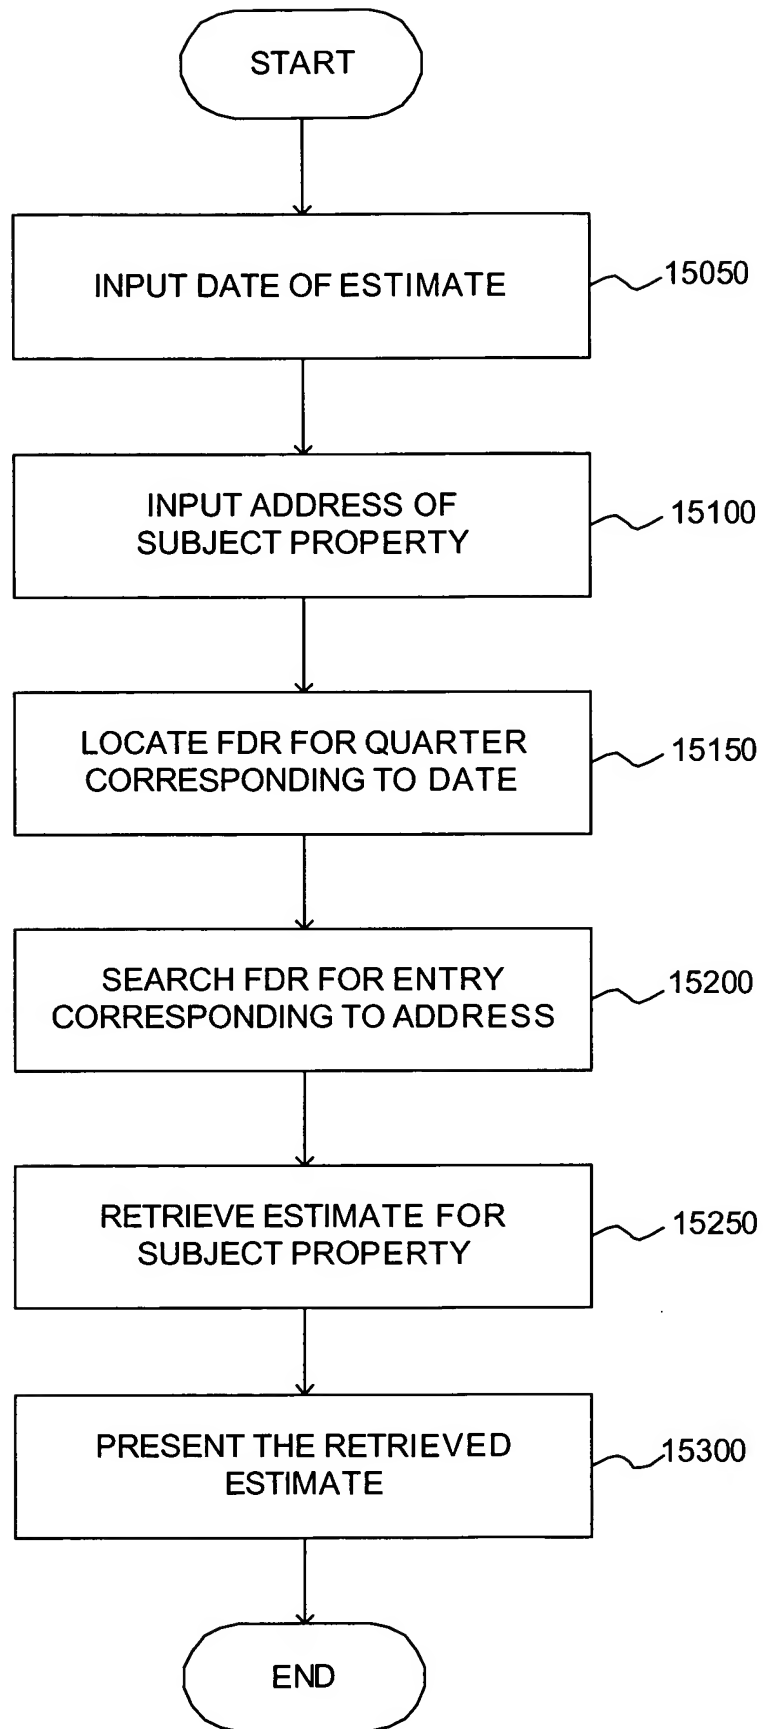 START
INPUT DATE OF ESTIMATE
15050
INPUT ADDRESS OF
SUBJECT PROPERTY
15100
LOCATE FDR FOR QUARTER
CORRESPONDING TO DATE
15150
SEARCH FDR FOR ENTRY
CORRESPONDING TO ADDRESS
15200
RETRIEVE ESTIMATE FOR
SUBJECT PROPERTY
15250
PRESENT THE RETRIEVED
ESTIMATE
15300
END